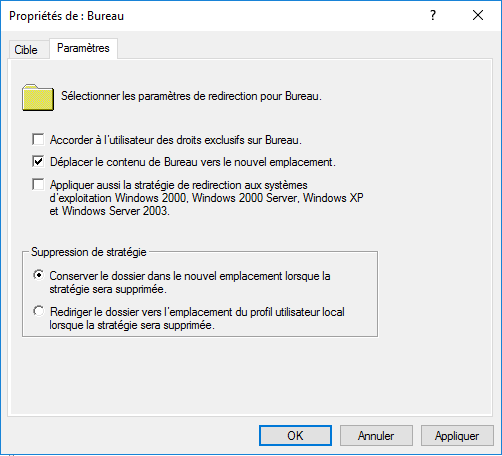 Propriétés de : Bureau
?
Cible
Paramètres
Sélectionner les paramètres de redirection pour Bureau.
Accorder à l'utilisateur des droits exclusifs sur Bureau.
Déplacer le contenu de Bureau vers le nouvel emplacement.
Appliquer aussi la stratégie de redirection aux systèmes
d'exploitation Windows 2000, Windows 2000 Server, Windows XP
et Windows Server 2003.
Suppression de stratégie
Conserver le dossier dans le nouvel emplacement lorsque la
stratégie sera supprimée.
Rediriger le dossier vers l'emplacement du profil utilisateur local
lorsque la stratégie sera supprimée.
OK
Annuler
Appliquer